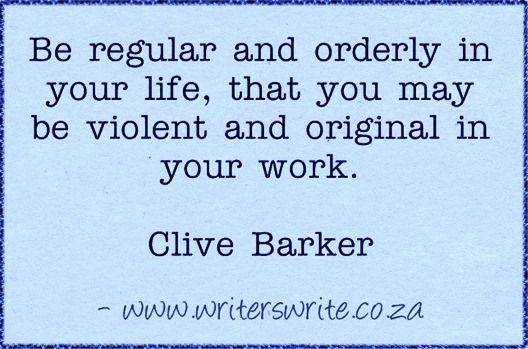 Be regular and orderly in
your life, that you may
be violent and original in
your work.
Clive Barker
- www.writerswrite.co.za